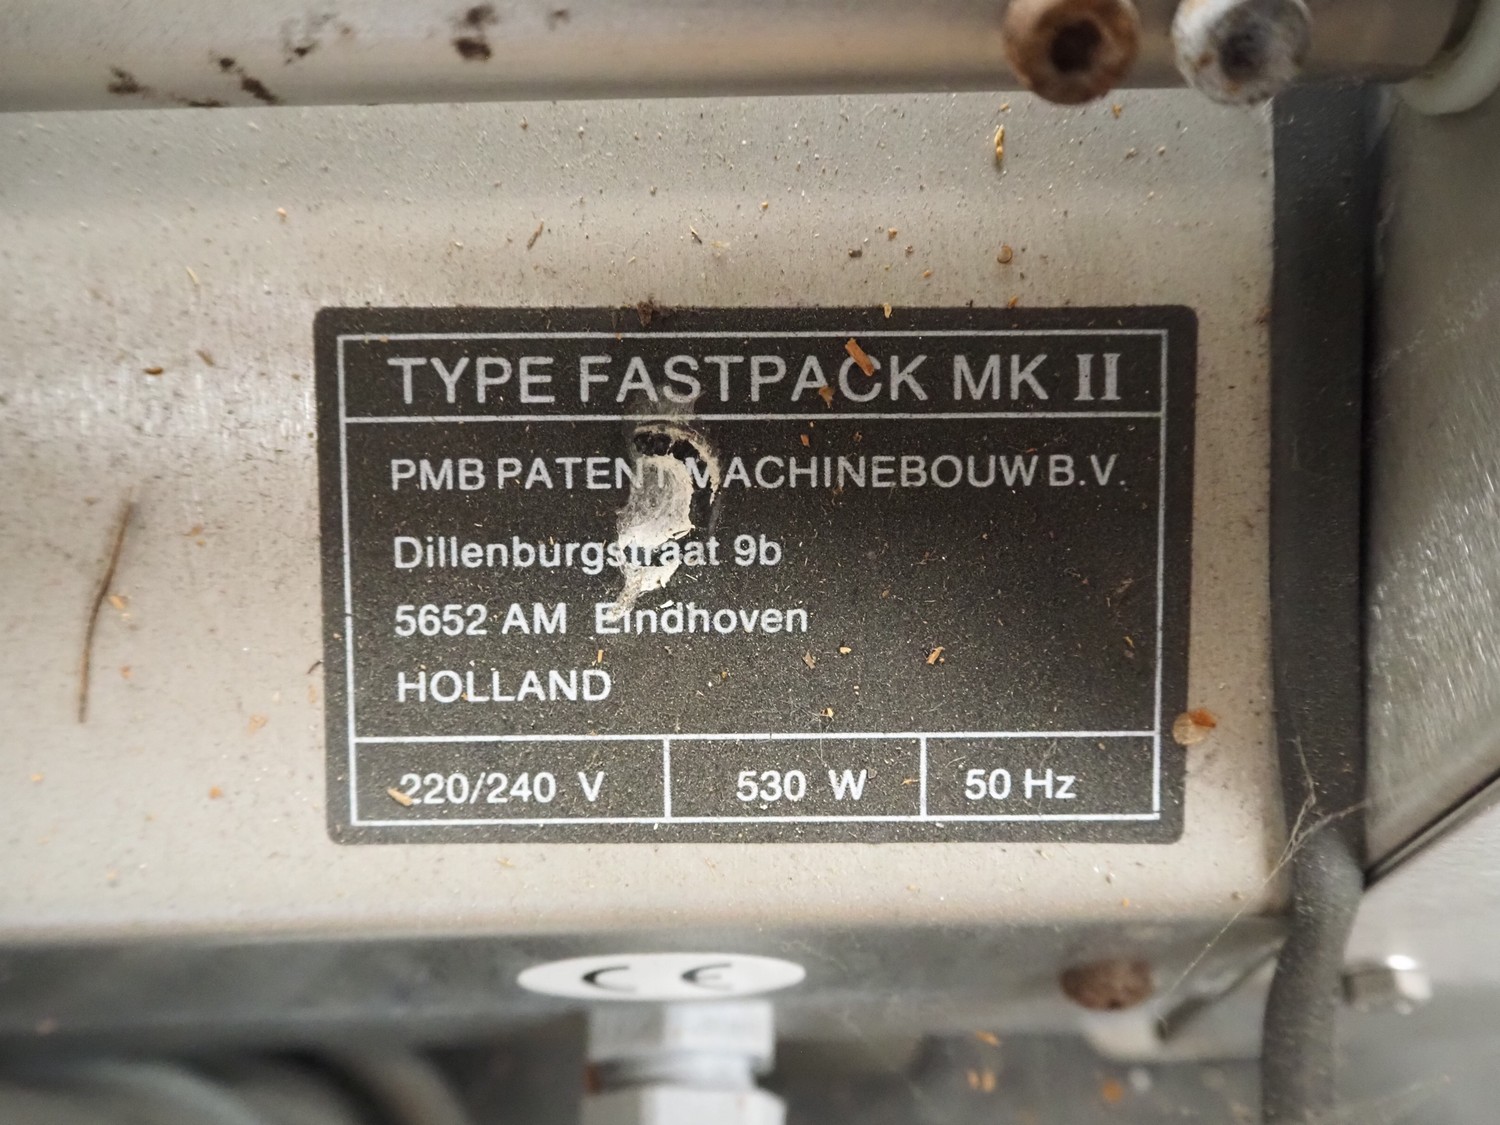 TYPE FASTPACK MK II
PMB PATENT MACHINEBOUW B.V.
Dillenburgstraat 9b
5652 AM Eindhoven
HOLLAND
220/240 V 530 W 50 Hz
CE